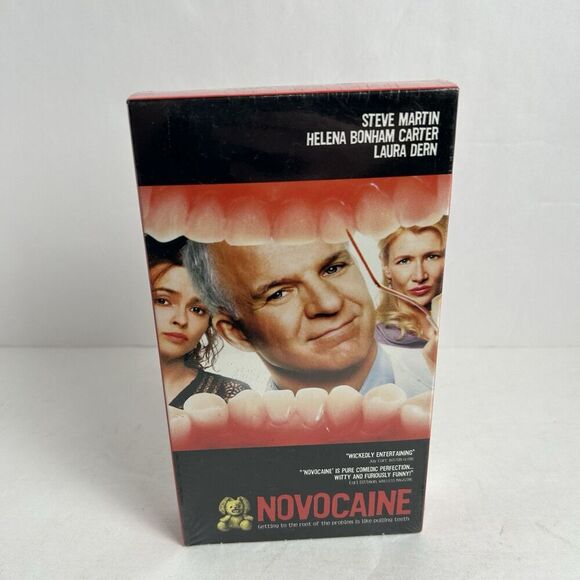 STEVE MARTIN
HELENA BONHAM CARTER
LAURA DERN
"WICKEDLY ENTERTAINING"
"'NOVOCAINE' IS PURE COMEDIC PERFECTION...
WITTY AND FURIOUSLY FUNNY!"
NOVOCAINE
Getting to the root of the problem is like pulling teeth